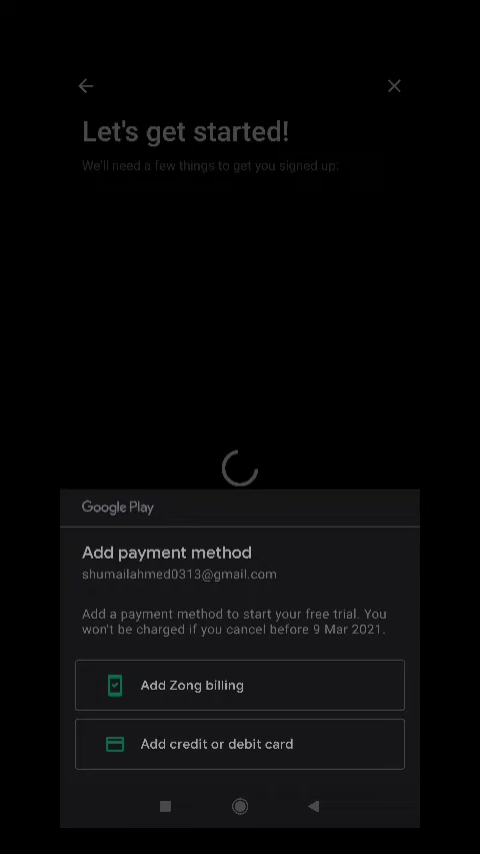 Let's get started!
We'll need a few things to get you signed up:
Google Play
Add payment method
shumailahmed0313@gmail.com
Add a payment method to start your free trial. You
won't be charged if you cancel before 9 Mar 2021.
Add Zong billing
Add credit or debit card